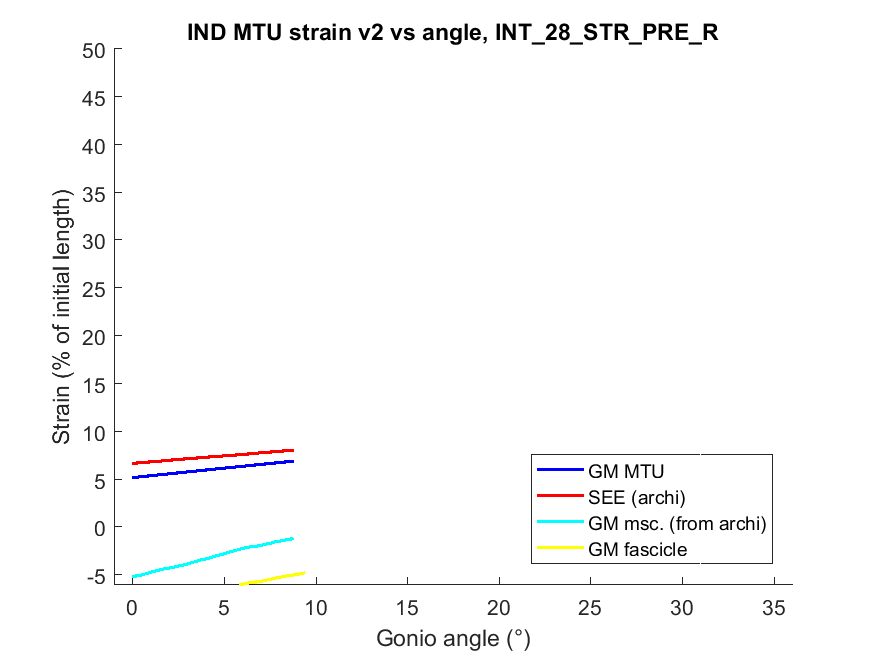 IND MTU strain v2 vs angle, INT_28_STR_PRE_R
50
45
40
35
30
25
20
15
10
5
0
-5
Strain (% of initial length)
GM MTU
SEE (archi)
GM msc. (from archi)
GM fascicle
0 5 10 15 20 25 30 35
Gonio angle (°)